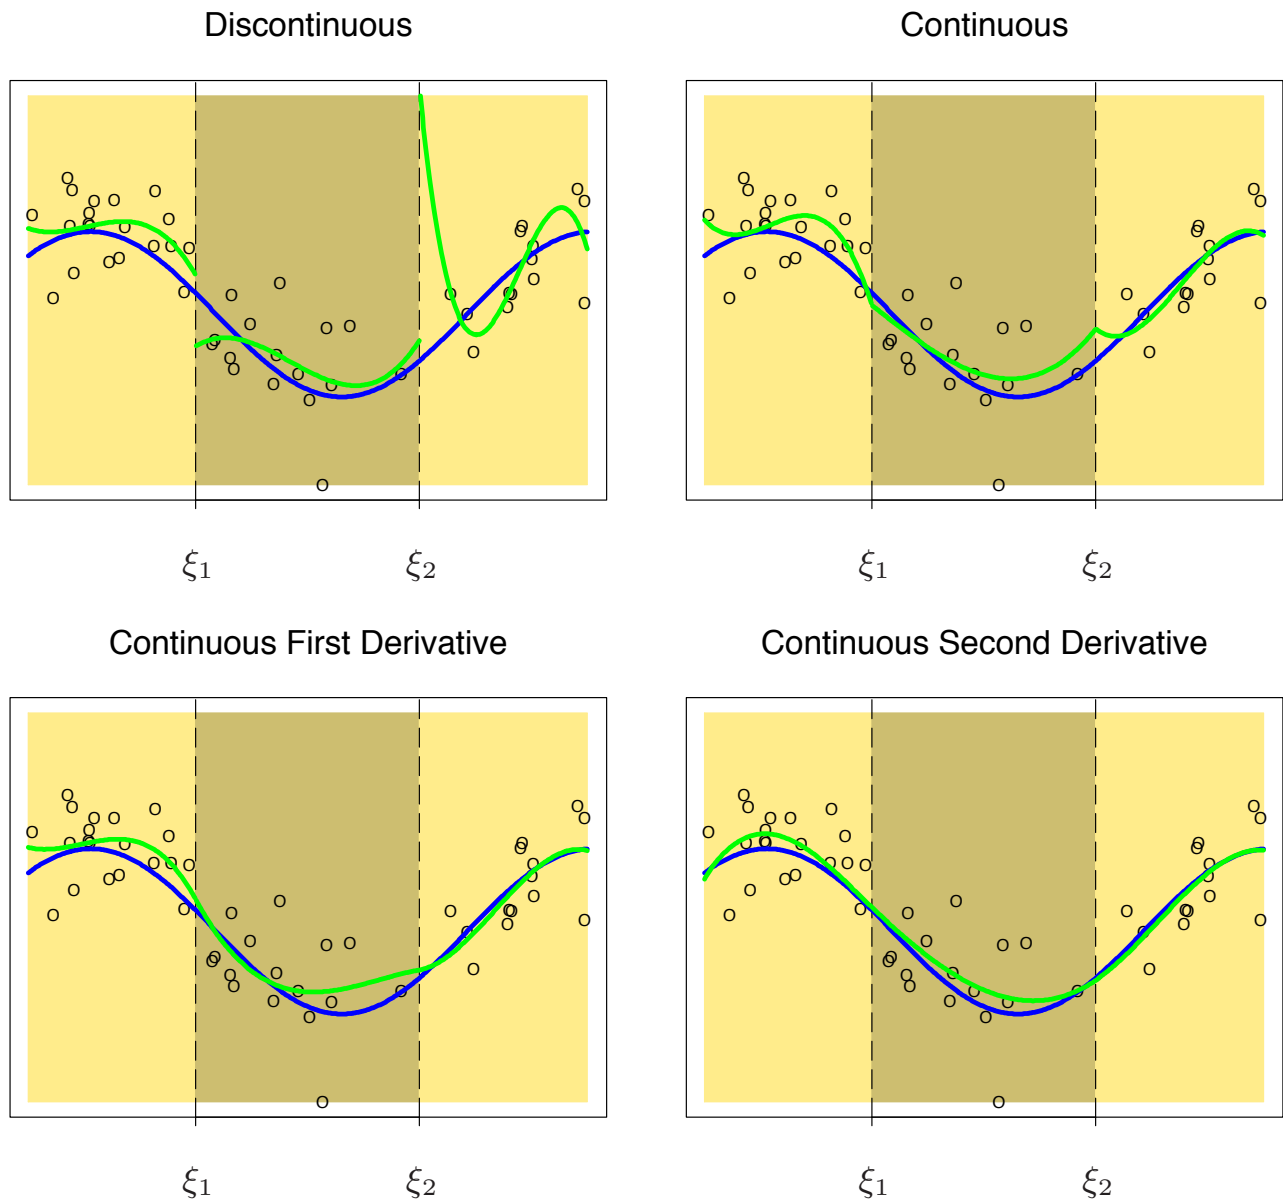 Discontinuous
Continuous
ξ1 ξ2
ξ1 ξ2
Continuous First Derivative
Continuous Second Derivative
ξ1 ξ2
ξ1 ξ2